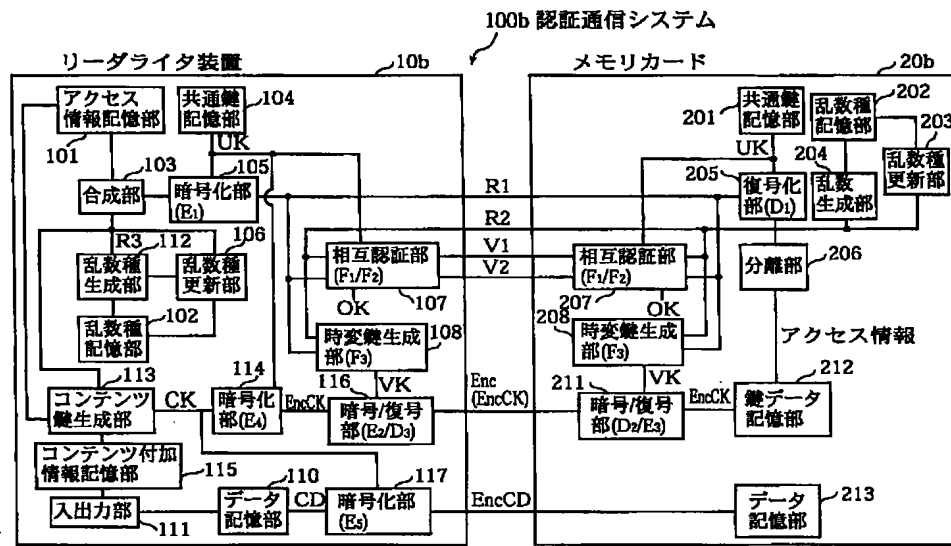 100b 認証通信システム
リーダライタ装置
10b
アクセス
情報記憶部
101
共通鍵
記憶部
104
UK
103
合成部
105
暗号化部
(E1)
R3
112
乱数種
生成部
106
乱数種
更新部
102
乱数種
記憶部
相互認証部
(F1/F2)
107
OK
時変鍵生成
部(F3)
108
VK
113
コンテンツ
鍵生成部
CK
114
暗号化
部(E4)
EncCK
116
暗号/復号
部(E2/D3)
コンテンツ付加
情報記憶部
115
入出力部
111
110
データ
記憶部
CD
117
暗号化部
(E5)
R1
R2
V1
V2
Enc
(EncCK)
EncCD
メモリカード
20b
201
共通鍵
記憶部
UK
202
乱数種
記憶部
203
乱数種
更新部
205
復号化
部(D1)
204
乱数
生成部
分離部
206
相互認証部
(F1/F2)
207
OK
208
時変鍵生成
部(F3)
VK
アクセス情報
211
暗号/復号
部(D2/E3)
EncCK
212
鍵データ
記憶部
データ
記憶部
213